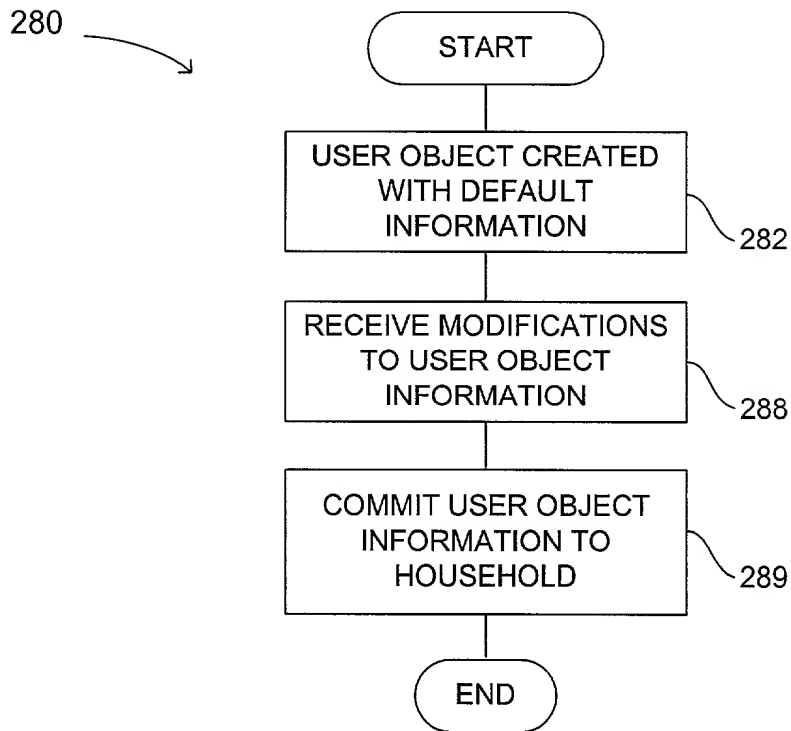 280
START
USER OBJECT CREATED
WITH DEFAULT
INFORMATION
282
RECEIVE MODIFICATIONS
TO USER OBJECT
INFORMATION
288
COMMIT USER OBJECT
INFORMATION TO
HOUSEHOLD
289
END